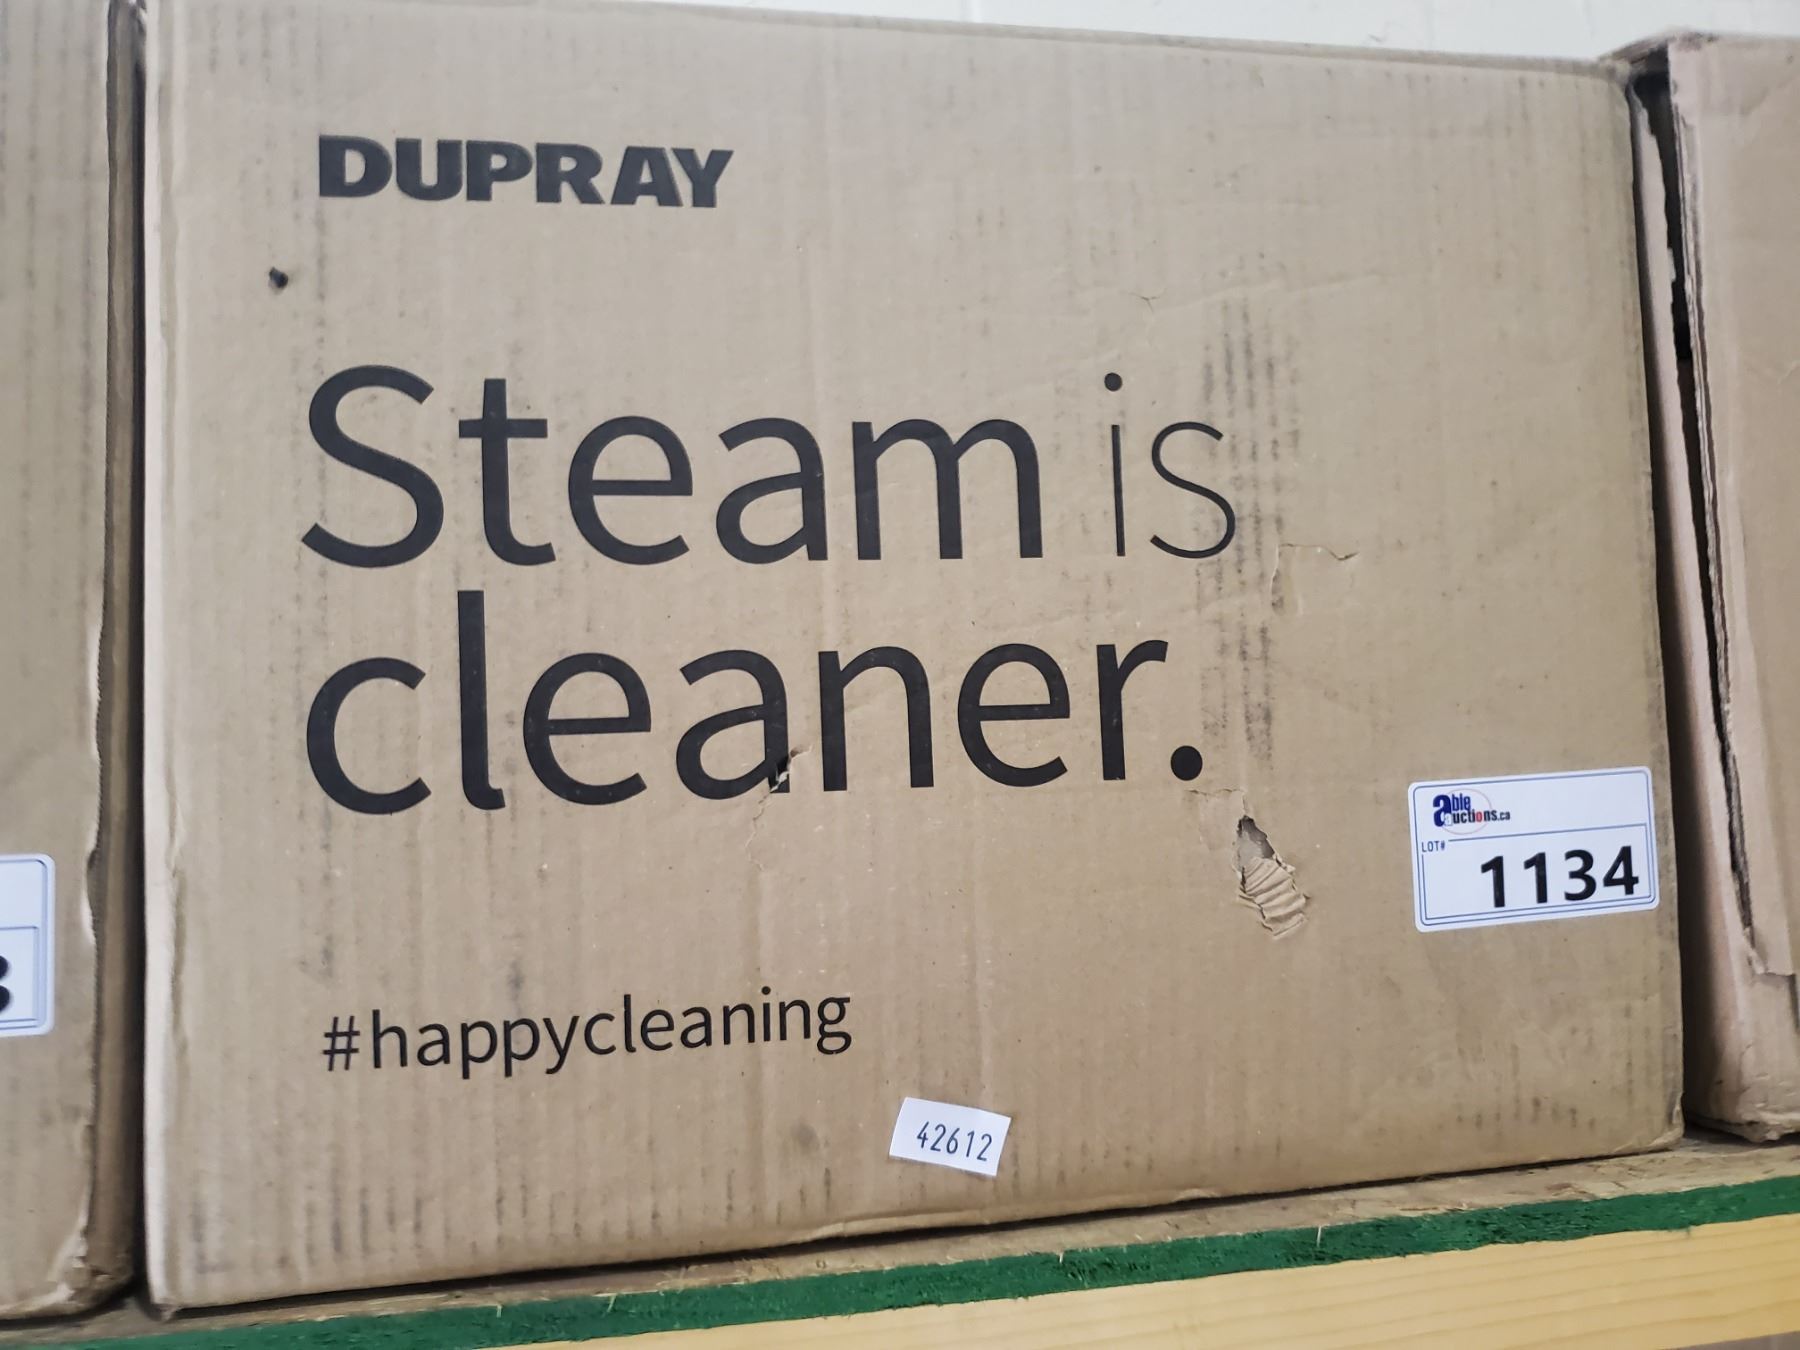 DUPRAY
Steam is
cleaner.
able
auctions.ca
LOT#
1134
#happycleaning
42612